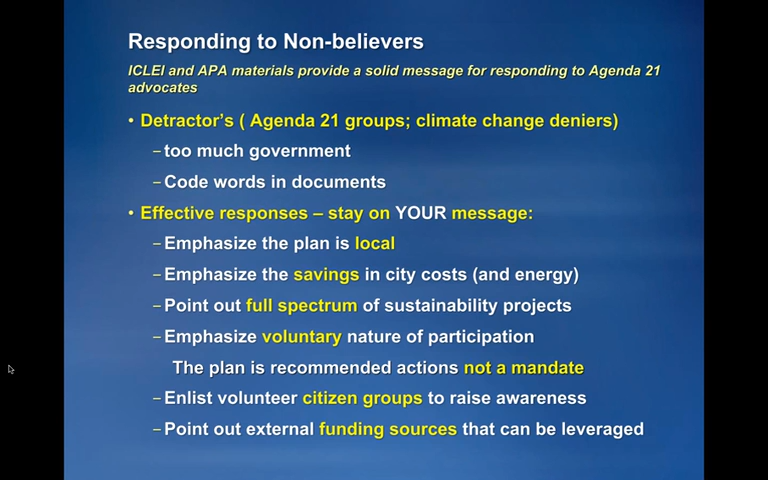 Responding to Non-believers
ICLEI and APA materials provide a solid message for responding to Agenda 21
advocates
• Detractor's ( Agenda 21 groups; climate change deniers)
–too much government
–Code words in documents
• Effective responses – stay on YOUR message:
–Emphasize the plan is local
–Emphasize the savings in city costs (and energy)
–Point out full spectrum of sustainability projects
–Emphasize voluntary nature of participation
The plan is recommended actions not a mandate
–Enlist volunteer citizen groups to raise awareness
–Point out external funding sources that can be leveraged